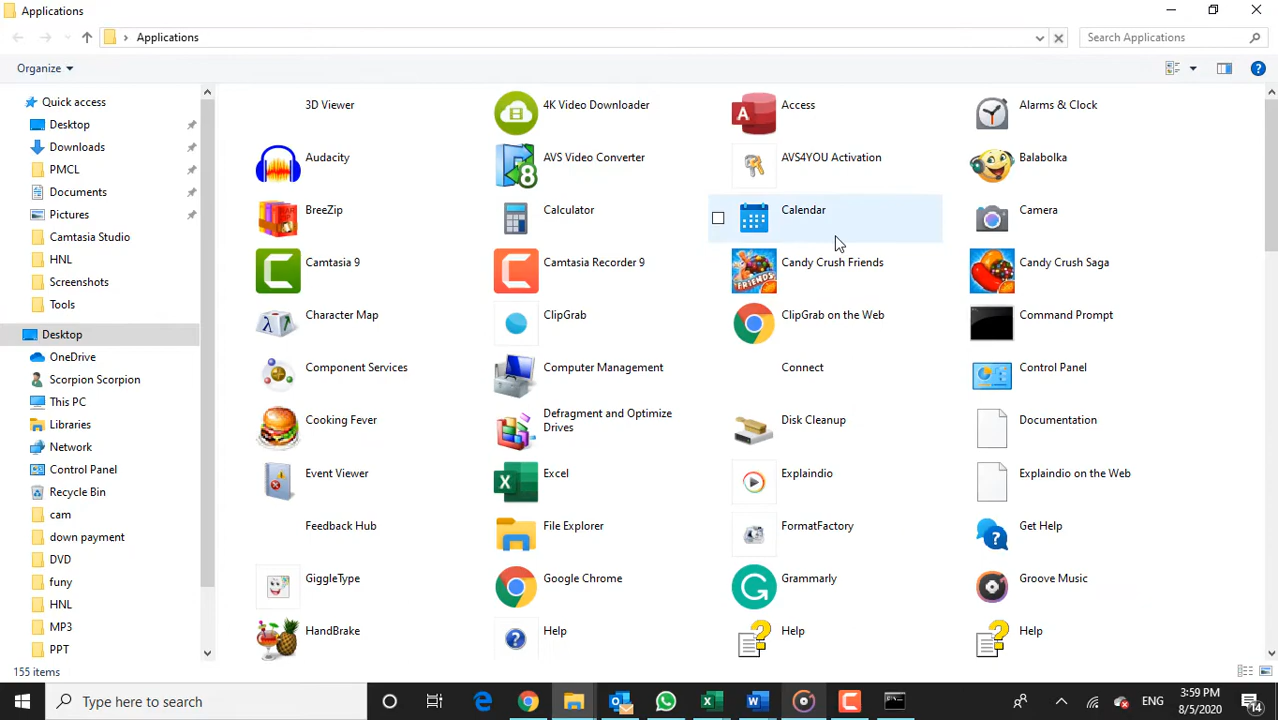 Applications
Applications
Search Applications
Organize
Quick access
Desktop
Downloads
PMCL
Documents
Pictures
Camtasia Studio
HNL
Screenshots
Tools
Desktop
OneDrive
Scorpion Scorpion
This PC
Libraries
Network
Control Panel
Recycle Bin
cam
down payment
DVD
funy
HNL
MP3
PPT
3D Viewer
4K Video Downloader
Access
Alarms & Clock
Audacity
AVS Video Converter
AVS4YOU Activation
Balabolka
BreeZip
Calculator
Calendar
Camera
Camtasia 9
Camtasia Recorder 9
Candy Crush Friends
Candy Crush Saga
Character Map
ClipGrab
ClipGrab on the Web
Command Prompt
Component Services
Computer Management
Connect
Control Panel
Cooking Fever
Defragment and Optimize
Drives
Disk Cleanup
Documentation
Event Viewer
Excel
Explaindio
Explaindio on the Web
Feedback Hub
File Explorer
FormatFactory
Get Help
GiggleType
Google Chrome
Grammarly
Groove Music
HandBrake
Help
Help
Help
155 items
Type here to search
ENG
3:59 PM
8/5/2020
14